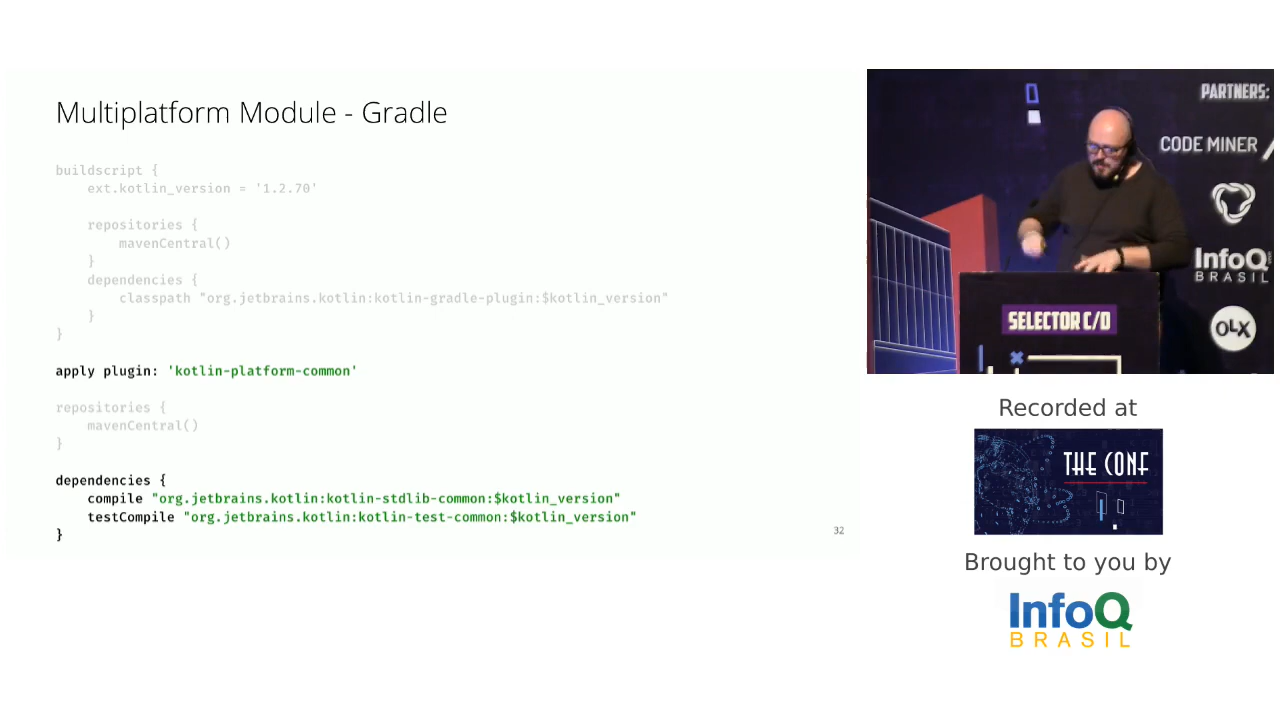 Multiplatform Module - Gradle
buildscript {
ext.kotlin_version = '1.2.70'
repositories {
mavenCentral()
}
dependencies {
classpath "org.jetbrains.kotlin:kotlin-gradle-plugin:$kotlin_version"
}
}
apply plugin: 'kotlin-platform-common'
repositories {
mavenCentral()
}
dependencies {
compile "org.jetbrains.kotlin:kotlin-stdlib-common:$kotlin_version"
testCompile "org.jetbrains.kotlin:kotlin-test-common:$kotlin_version"
}
32
PARTNERS:
CODE MINER
InfoQ
BRASIL
OLX
SELECTOR C/D
Recorded at
THE CONF
Brought to you by
InfoQ
BRASIL